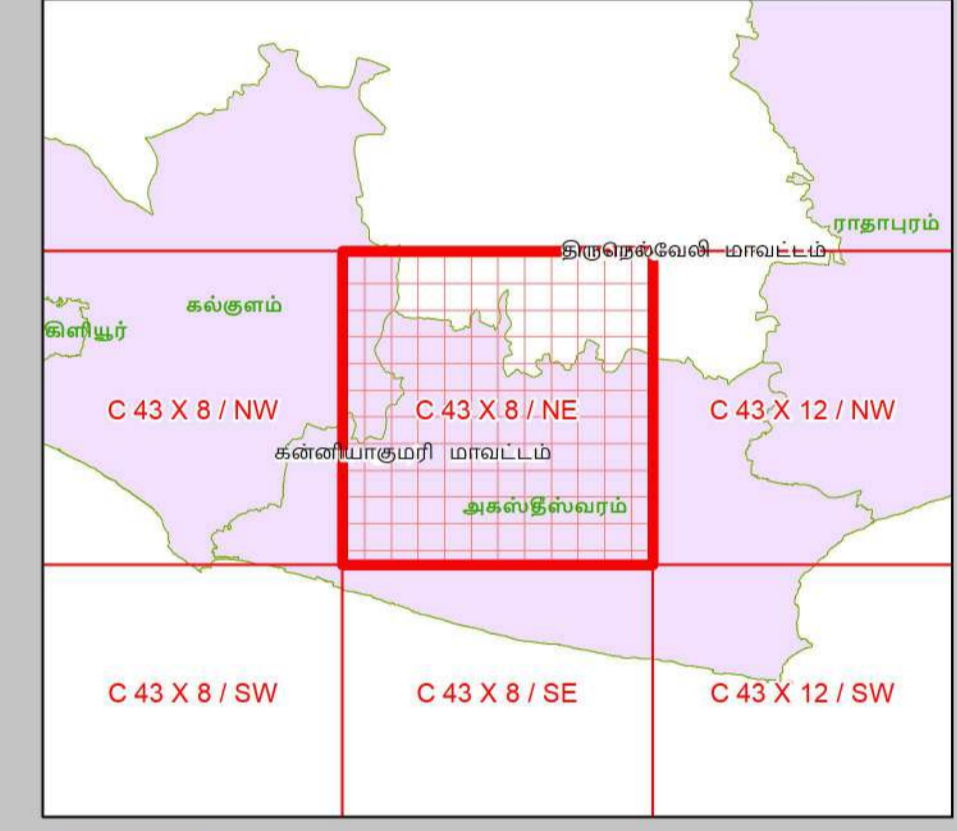 ராதாபுரம்
திருநெல்வேலி மாவட்டம்
கல்குளம்
கிளியூர்
C 43 X 8 / NW
C 43 X 8 / NE
C 43 X 12 / NW
கன்னியாகுமரி மாவட்டம்
அகஸ்தீஸ்வரம்
C 43 X 8 / SW
C 43 X 8 / SE
C 43 X 12 / SW